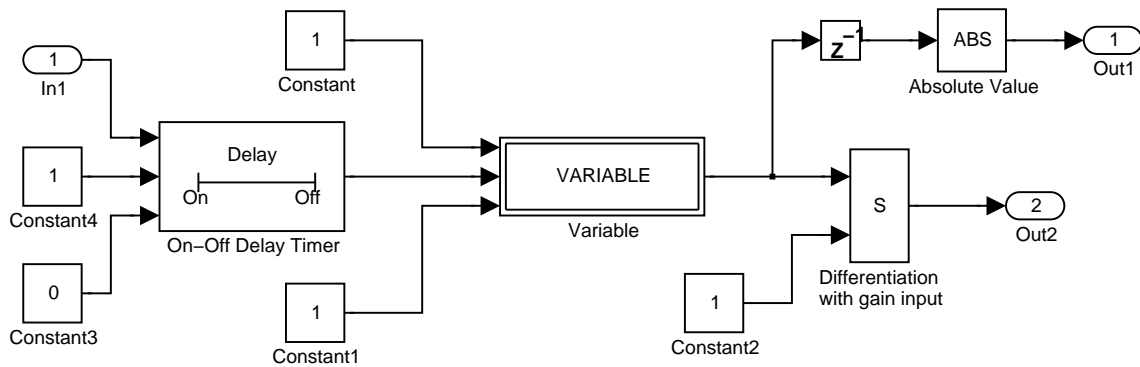 1
In1
1
Constant
1
Constant4
0
Constant3
Delay
On
Off
On−Off Delay Timer
1
Constant1
VARIABLE
Variable
z−1
ABS
Absolute Value
1
Out1
S
Differentiation
with gain input
1
Constant2
2
Out2